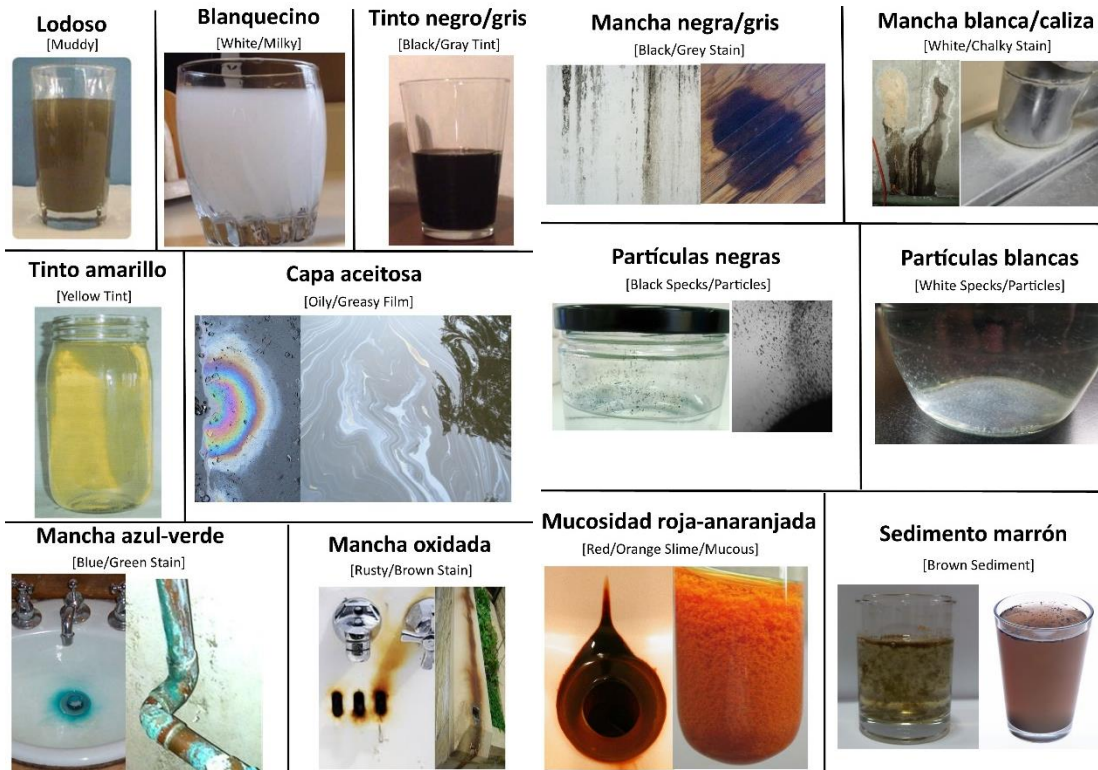 Lodoso
[Muddy]
Blanquecino
[White/Milky]
Tinto negro/gris
[Black/Gray Tint]
Mancha negra/gris
[Black/Grey Stain]
Mancha blanca/caliza
[White/Chalky Stain]
Tinto amarillo
[Yellow Tint]
Capa aceitosa
[Oily/Greasy Film]
Partículas negras
[Black Specks/Particles]
Partículas blancas
[White Specks/Particles]
Mancha azul-verde
[Blue/Green Stain]
Mancha oxidada
[Rusty/Brown Stain]
Mucosidad roja-anaranjada
[Red/Orange Slime/Mucous]
Sedimento marrón
[Brown Sediment]